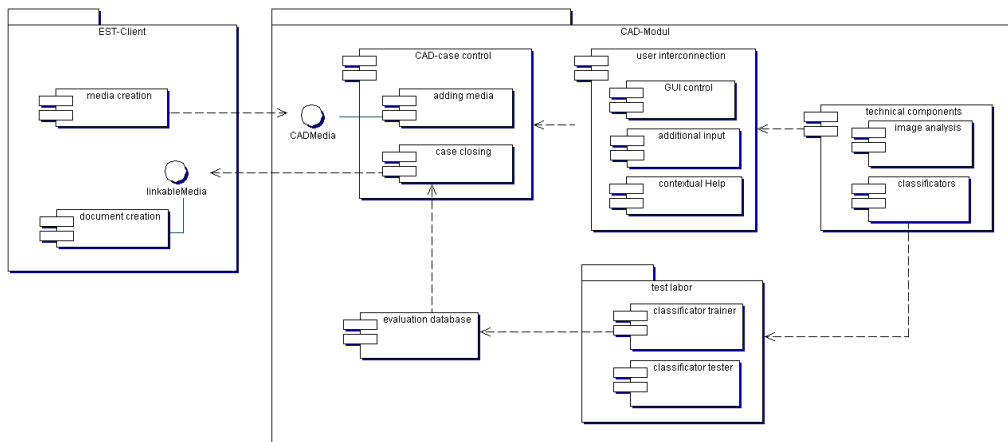 EST-Client
CAD-Modul
media creation
linkableMedia
document creation
CADMedia
CAD-case control
adding media
case closing
user interconnection
GUI control
additional input
contextual Help
technical components
image analysis
classificators
evaluation database
test labor
classificator trainer
classificator tester